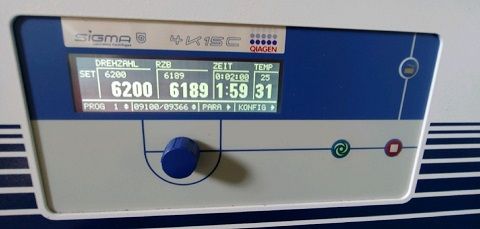 SIGMA 4K15C QIAGEN
DREHZAHL RZB ZEIT TEMP
SET 6200 6189 0:02:00 25
6200 6189 1:59 31
PROG 1 09100/09366 PARA KONFIG